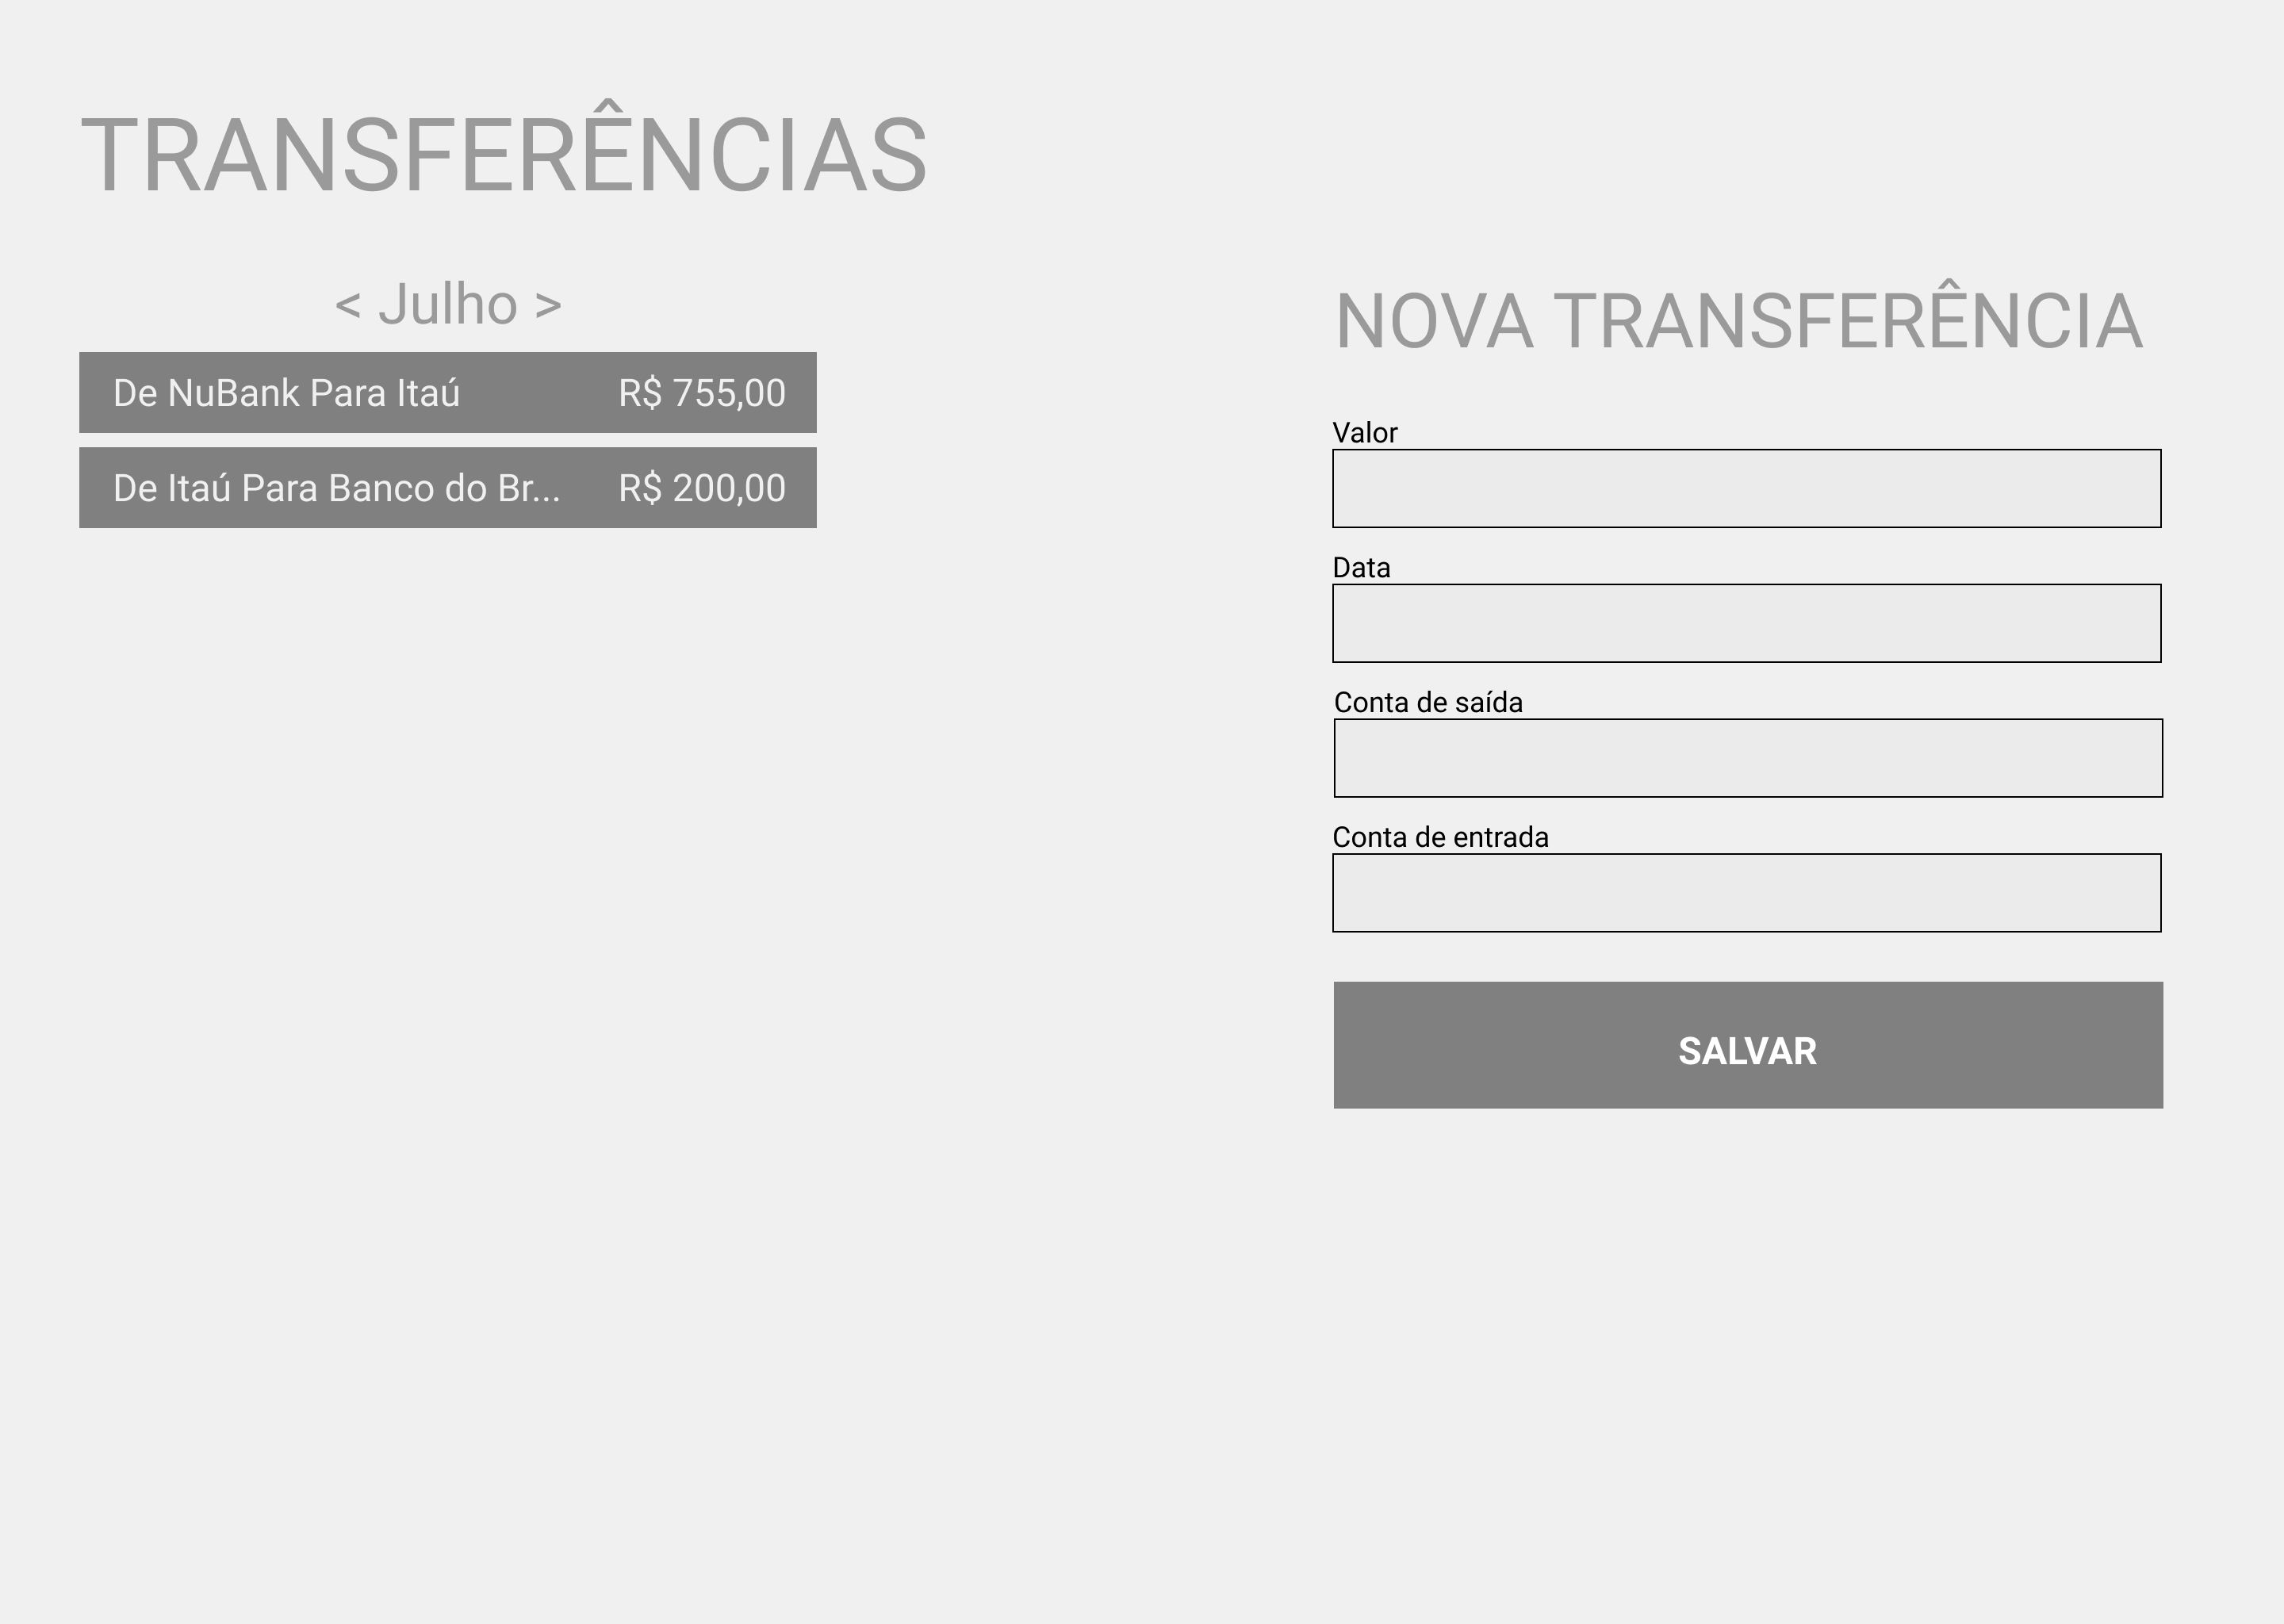 TRANSFERÊNCIAS
< Julho >
De NuBank Para Itaú R$ 755,00
De Itaú Para Banco do Br... R$ 200,00
NOVA TRANSFERÊNCIA
Valor
Data
Conta de saída
Conta de entrada
SALVAR